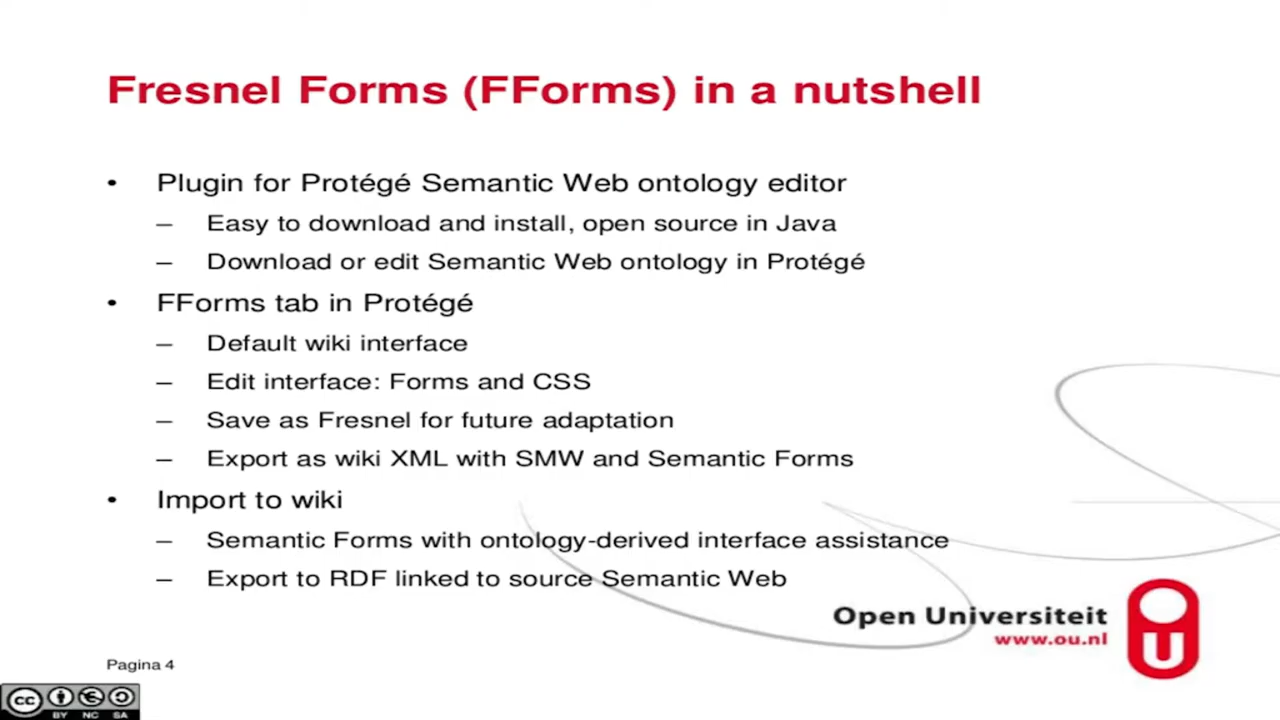 Fresnel Forms (FForms) in a nutshell
• Plugin for Protégé Semantic Web ontology editor
– Easy to download and install, open source in Java
– Download or edit Semantic Web ontology in Protégé
• FForms tab in Protégé
– Default wiki interface
– Edit interface: Forms and CSS
– Save as Fresnel for future adaptation
– Export as wiki XML with SMW and Semantic Forms
• Import to wiki
– Semantic Forms with ontology-derived interface assistance
– Export to RDF linked to source Semantic Web
Open Universiteit
www.ou.nl
U
Pagina 4
cc
BY NC SA